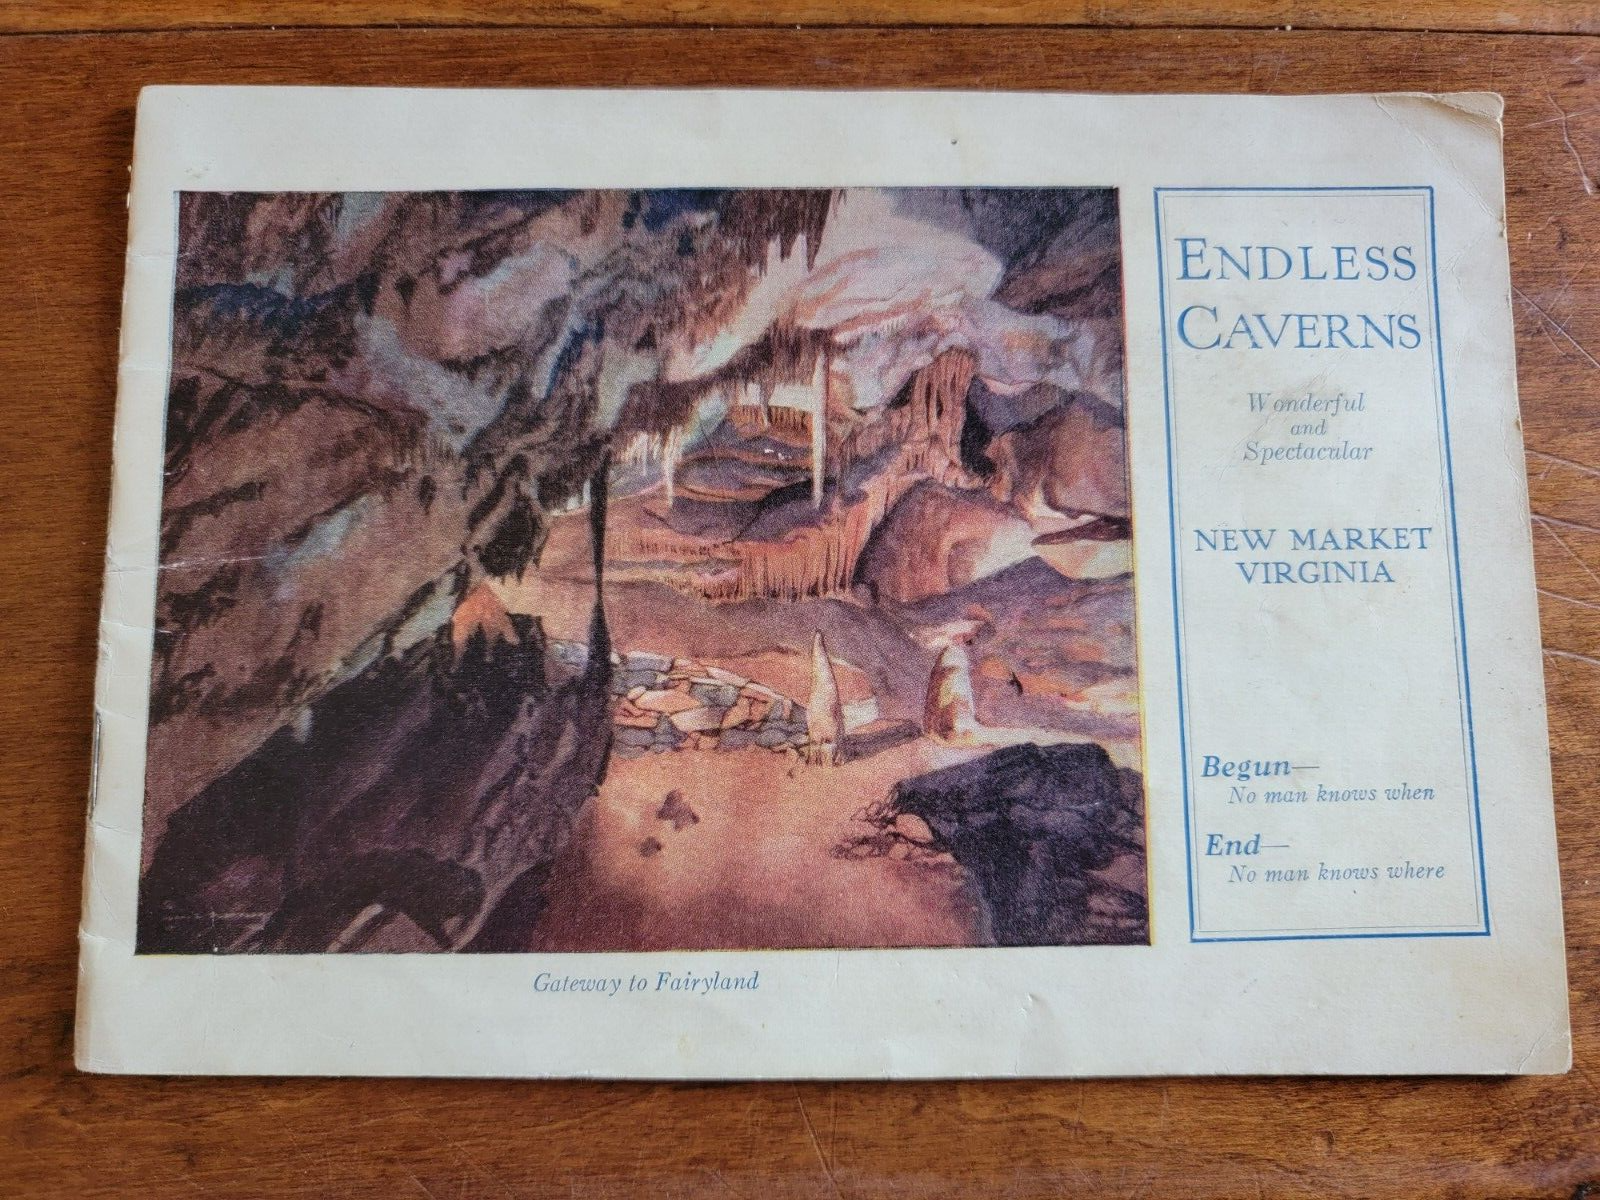 ENDLESS
CAVERNS
Wonderful
and
Spectacular
NEW MARKET
VIRGINIA
Begun—
No man knows when
End—
No man knows where
Gateway to Fairyland